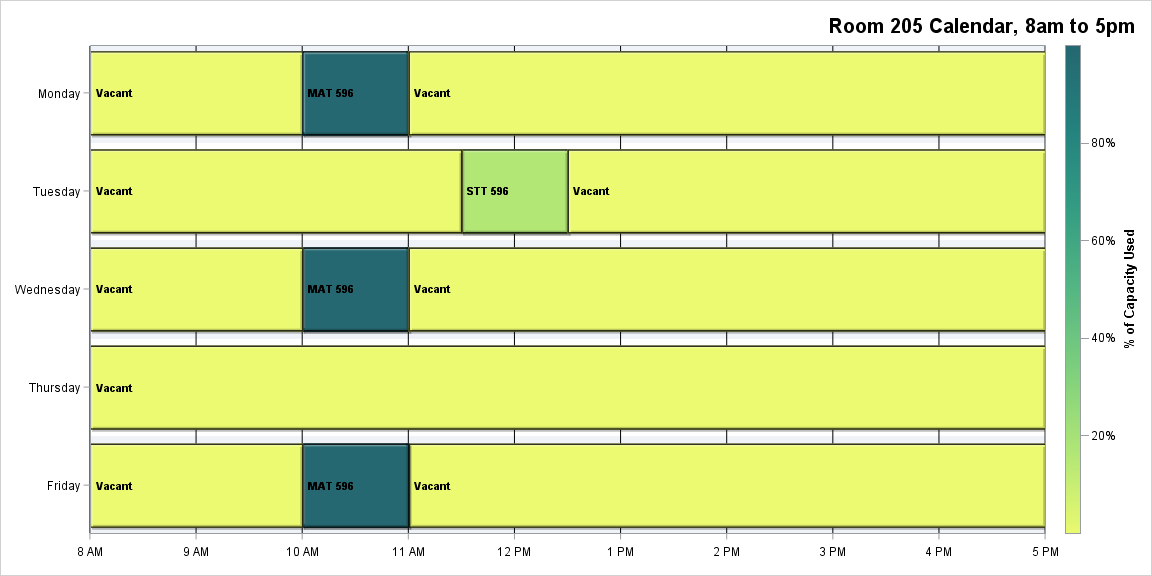 Room 205 Calendar, 8am to 5pm
Monday
Vacant
MAT 596
Vacant
Tuesday
Vacant
STT 596
Vacant
Wednesday
Vacant
MAT 596
Vacant
Thursday
Vacant
Friday
Vacant
MAT 596
Vacant
8 AM
9 AM
10 AM
11 AM
12 PM
1 PM
2 PM
3 PM
4 PM
5 PM
80%
60%
40%
20%
% of Capacity Used